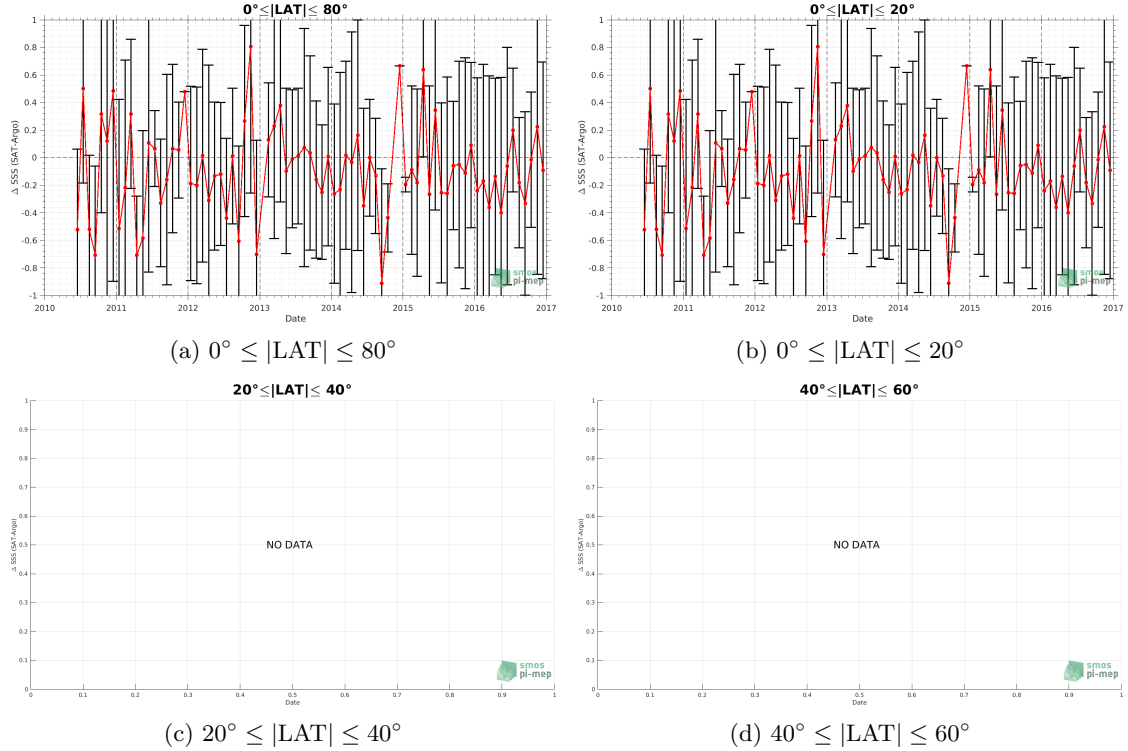 0°≤|LAT|≤ 80°
1
0.8
0.6
0.4
0.2
0
-0.2
-0.4
-0.6
-0.8
-1
Δ SSS (SAT-Argo)
2010 2011 2012 2013 2014 2015 2016 2017
Date
smos
pi-mep
(a) 0° ≤ |LAT| ≤ 80°
0°≤|LAT|≤ 20°
1
0.8
0.6
0.4
0.2
0
-0.2
-0.4
-0.6
-0.8
-1
Δ SSS (SAT-Argo)
2010 2011 2012 2013 2014 2015 2016 2017
Date
smos
pi-mep
(b) 0° ≤ |LAT| ≤ 20°
20°≤|LAT|≤ 40°
1
0.9
0.8
0.7
0.6
0.5
0.4
0.3
0.2
0.1
0
Δ SSS (SAT-Argo)
NO DATA
0 0.1 0.2 0.3 0.4 0.5 0.6 0.7 0.8 0.9 1
Date
smos
pi-mep
(c) 20° ≤ |LAT| ≤ 40°
40°≤|LAT|≤ 60°
1
0.9
0.8
0.7
0.6
0.5
0.4
0.3
0.2
0.1
0
Δ SSS (SAT-Argo)
NO DATA
0 0.1 0.2 0.3 0.4 0.5 0.6 0.7 0.8 0.9 1
Date
smos
pi-mep
(d) 40° ≤ |LAT| ≤ 60°